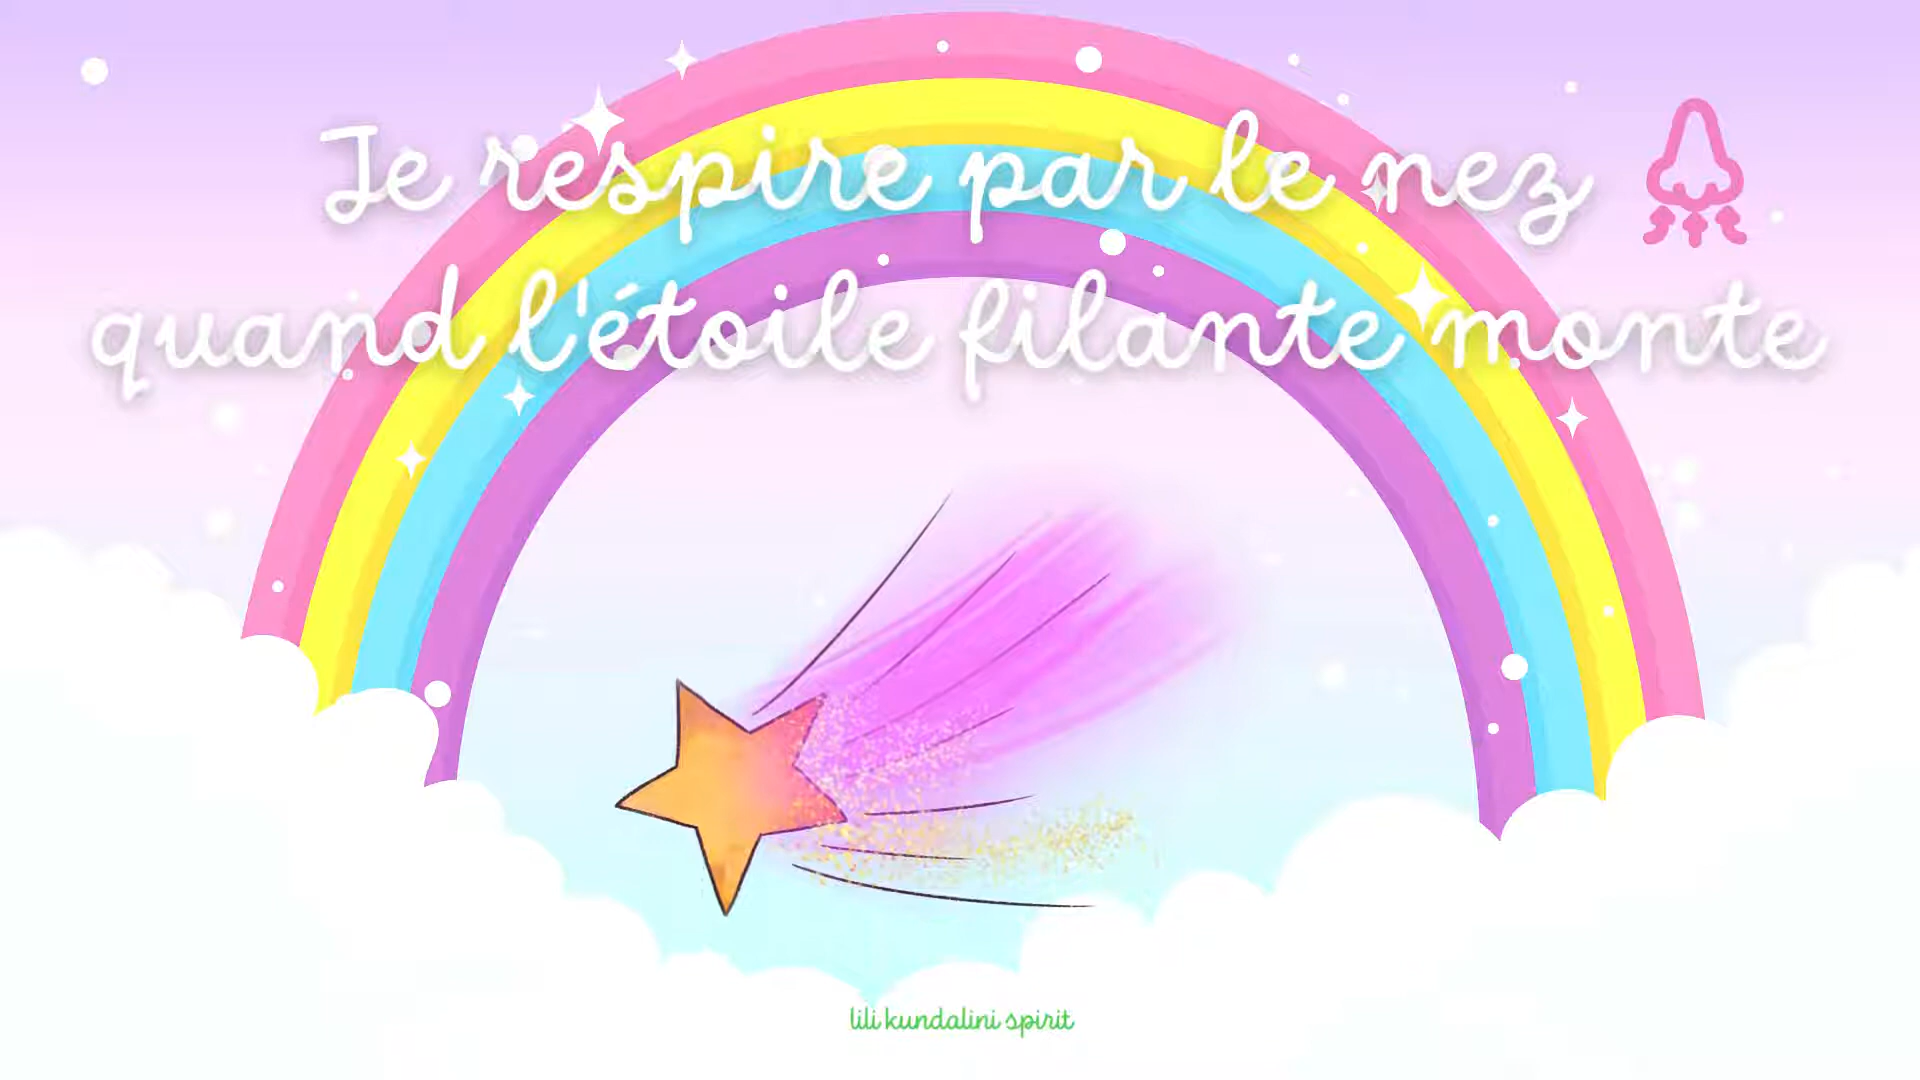 Je respire par le nez
quand l'étoile filante monte
lili kundalini spirit